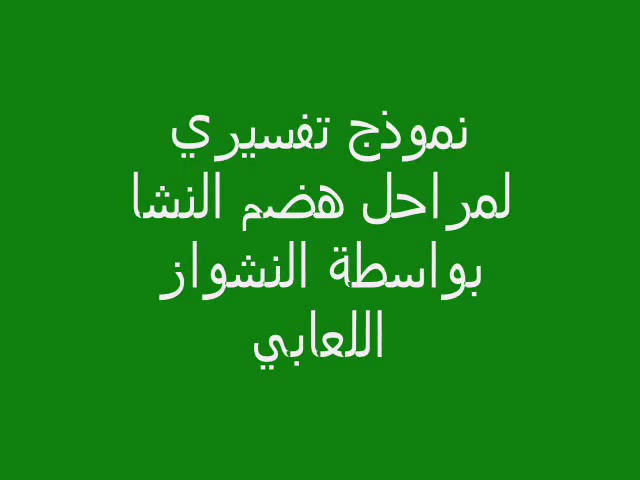 نموذج تفسيري
لمراحل هضم النشا
بواسطة النشواز
اللعابي